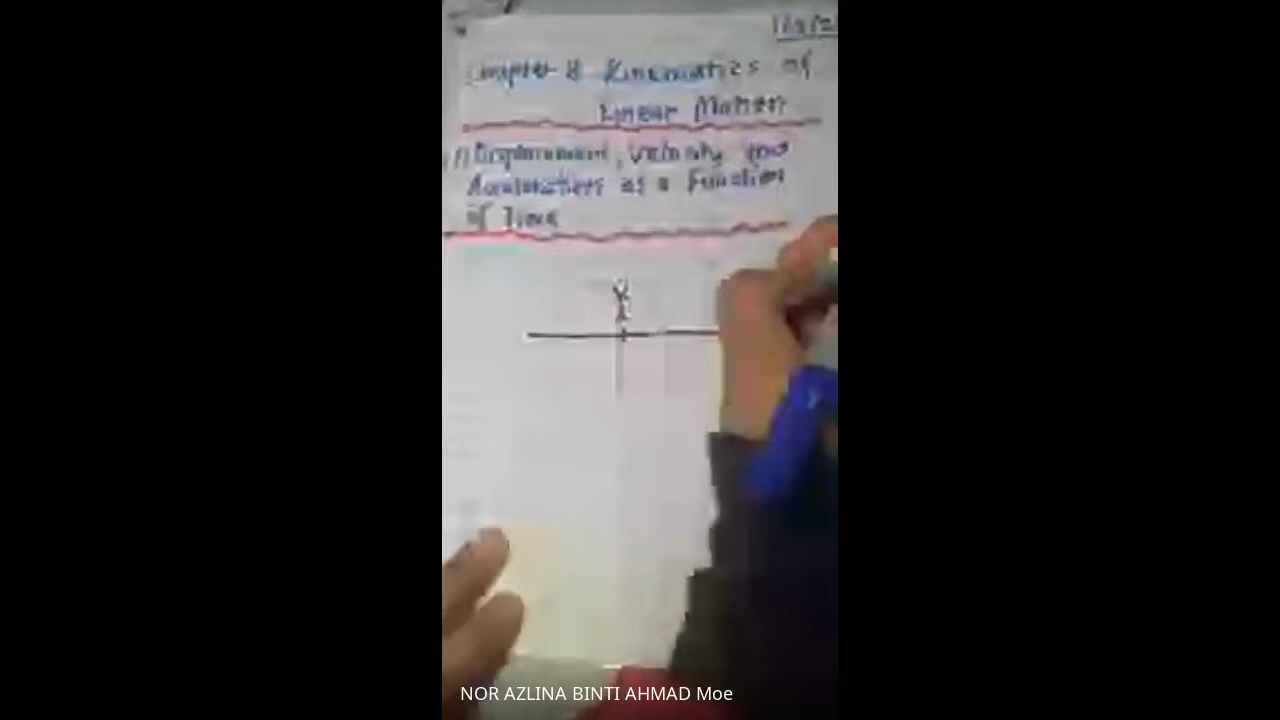 Chapter 8 Kinematics of
Linear Motion
1) Displacement, Velocity and
Acceleration as a Function
of Time
NOR AZLINA BINTI AHMAD Moe